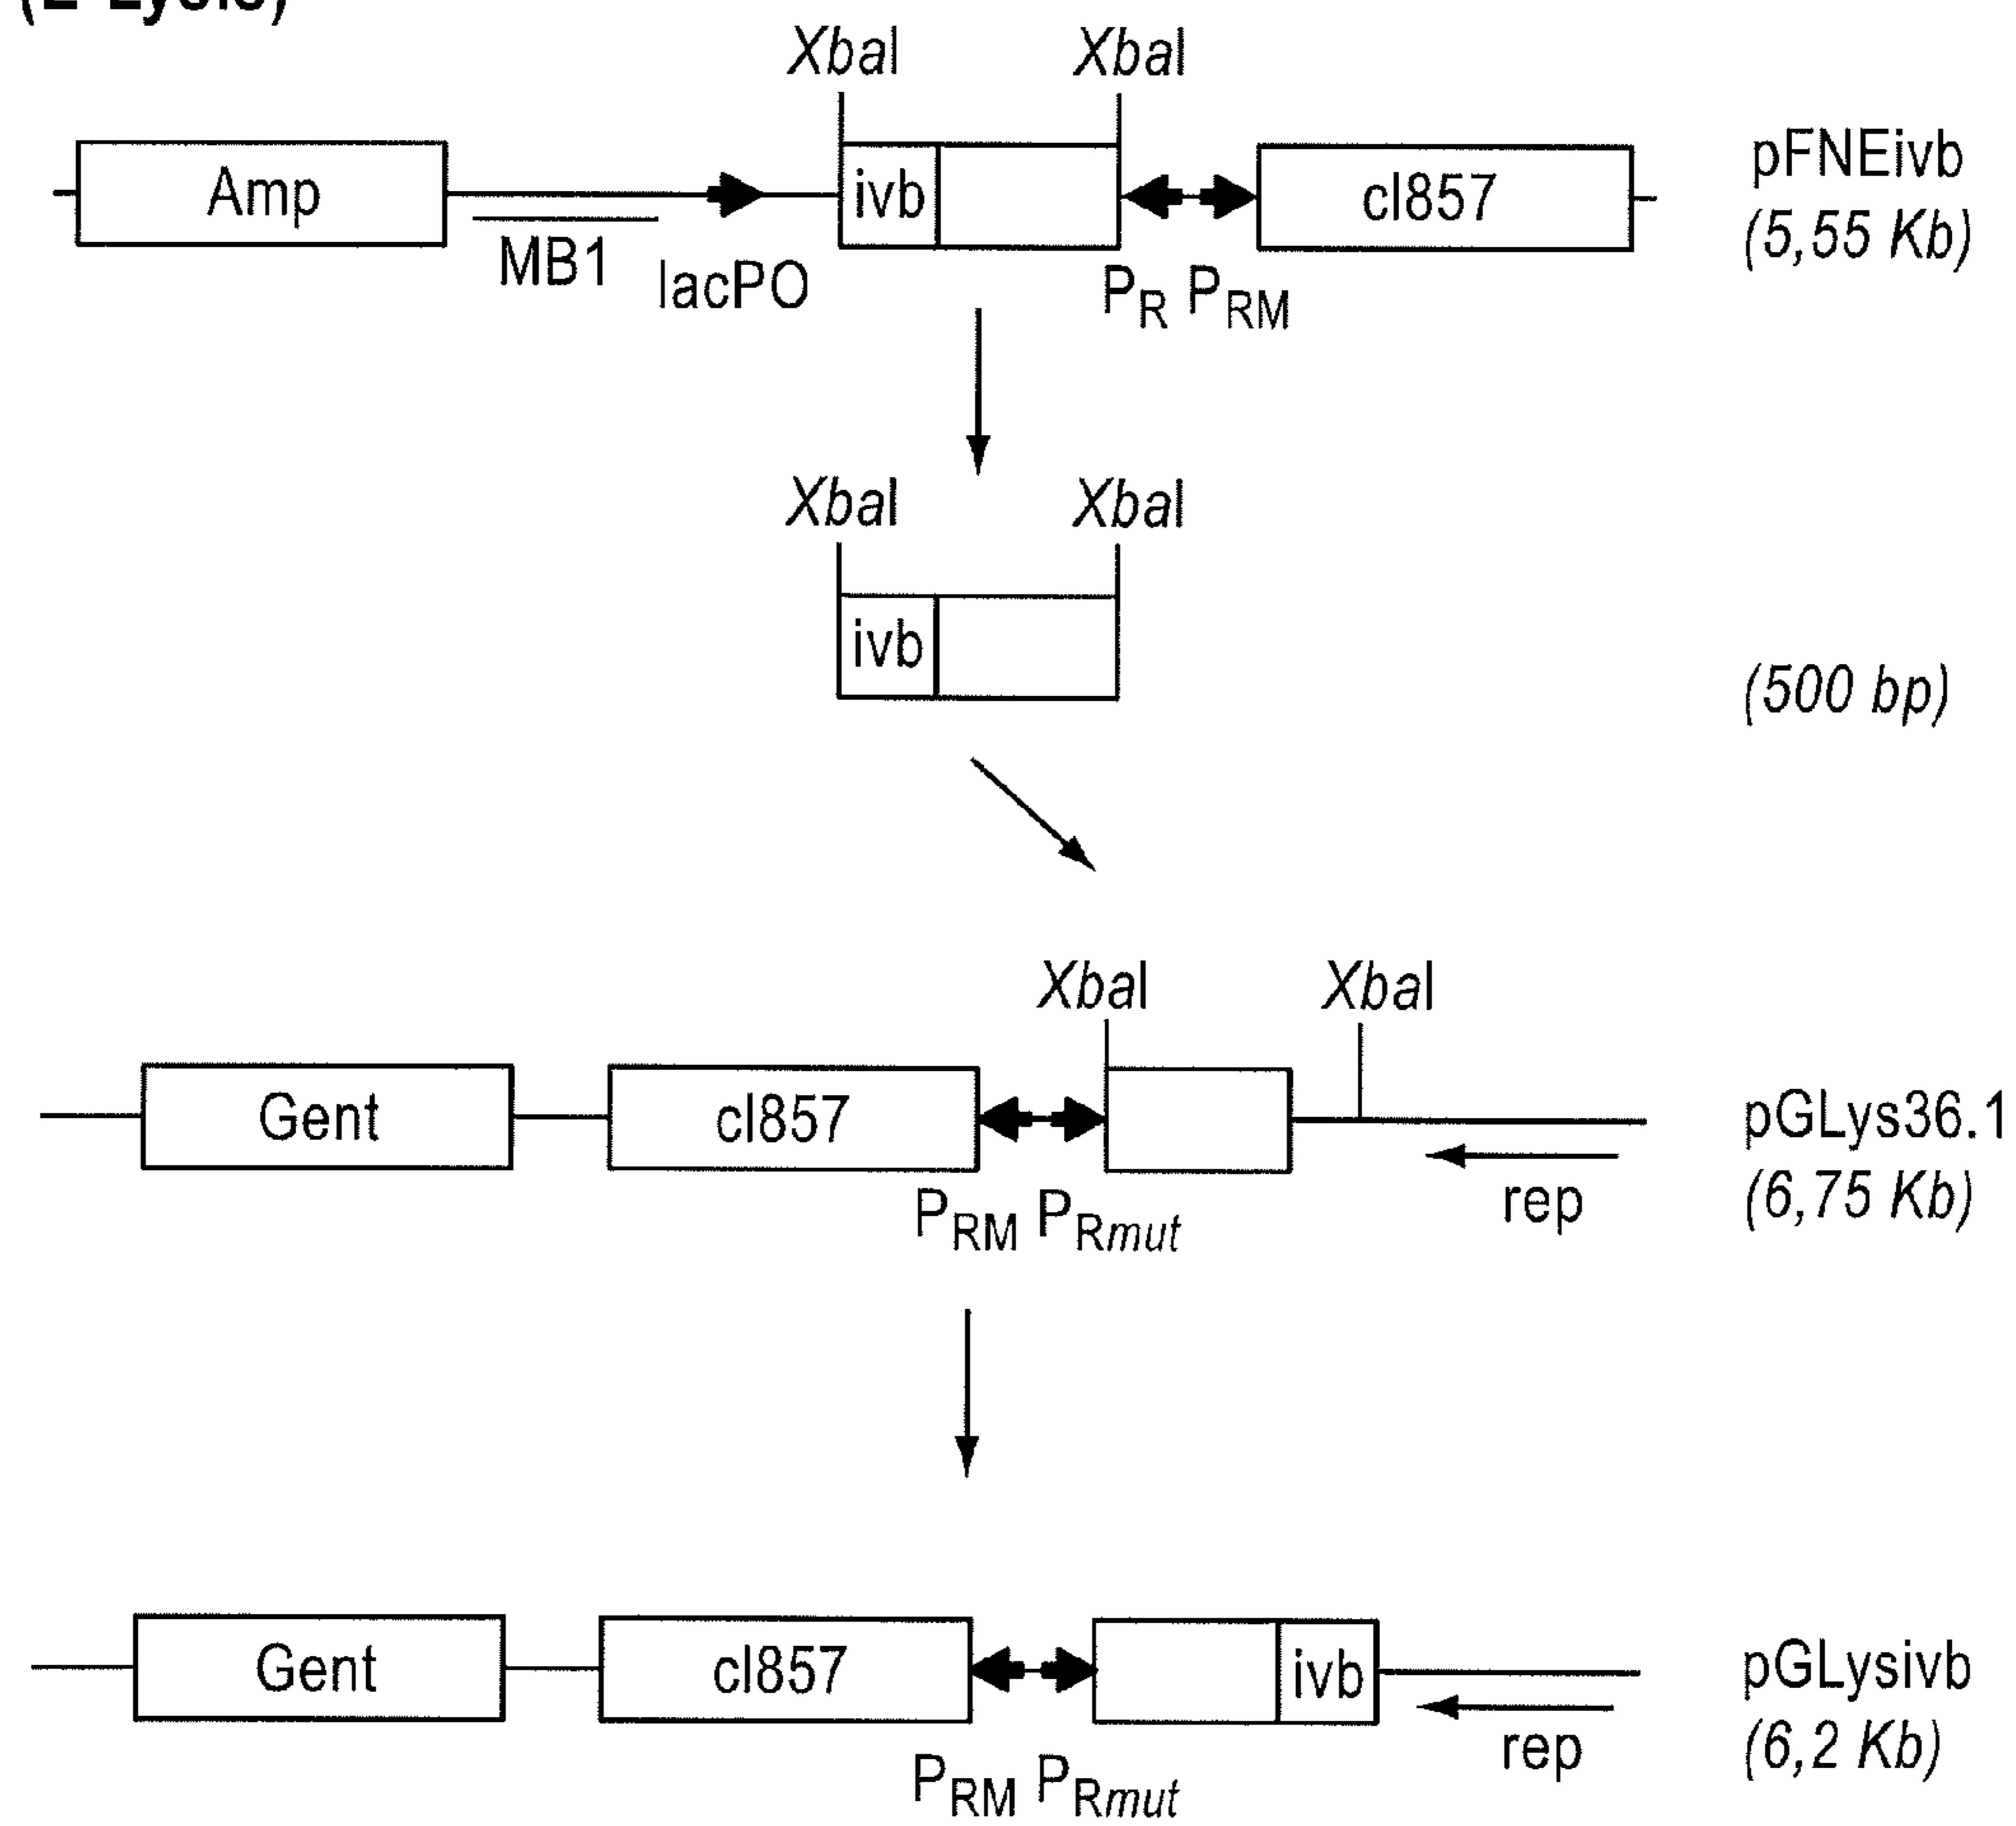 (E-Lysis)
XbaI XbaI
Amp ivb cI857 pFNEivb
MB1 lacPO PR PRM (5,55 Kb)
XbaI XbaI
ivb (500 bp)
XbaI XbaI
Gent cI857 pGLys36.1
PRM PRmut rep (6,75 Kb)
Gent cI857 ivb pGLysivb
PRM PRmut rep (6,2 Kb)